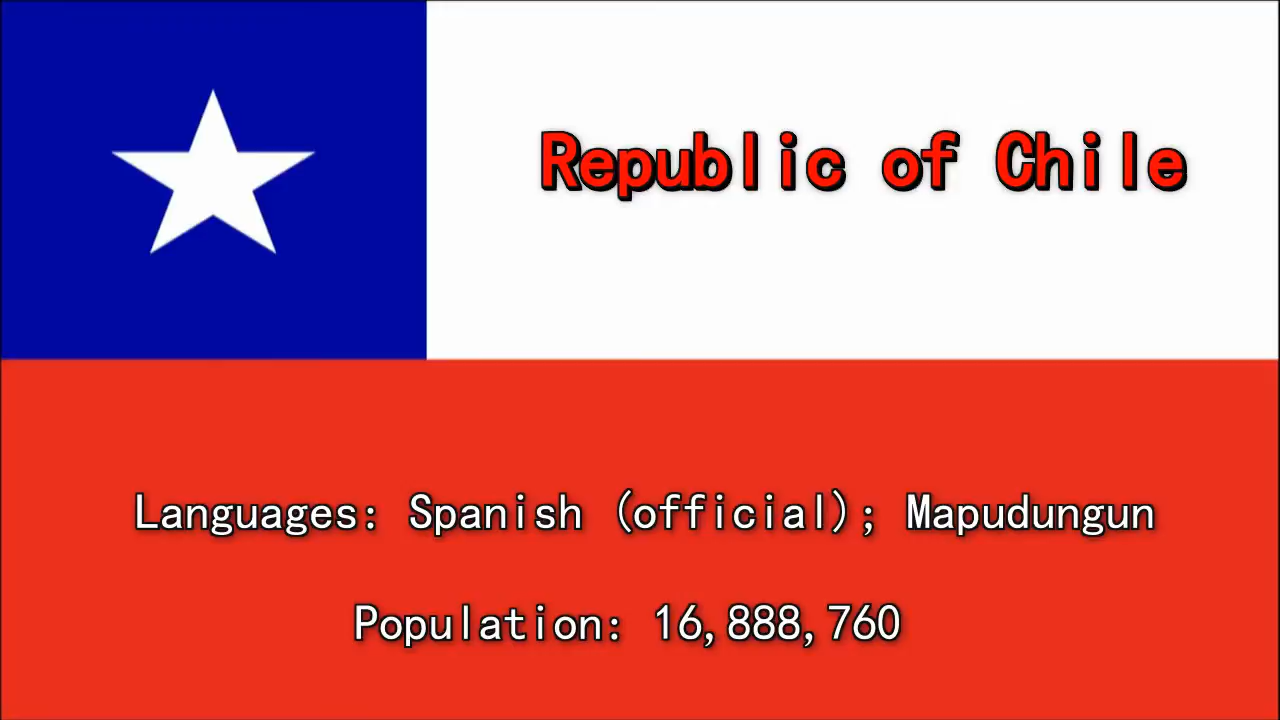 Republic of Chile
Languages: Spanish (official); Mapudungun
Population: 16,888,760